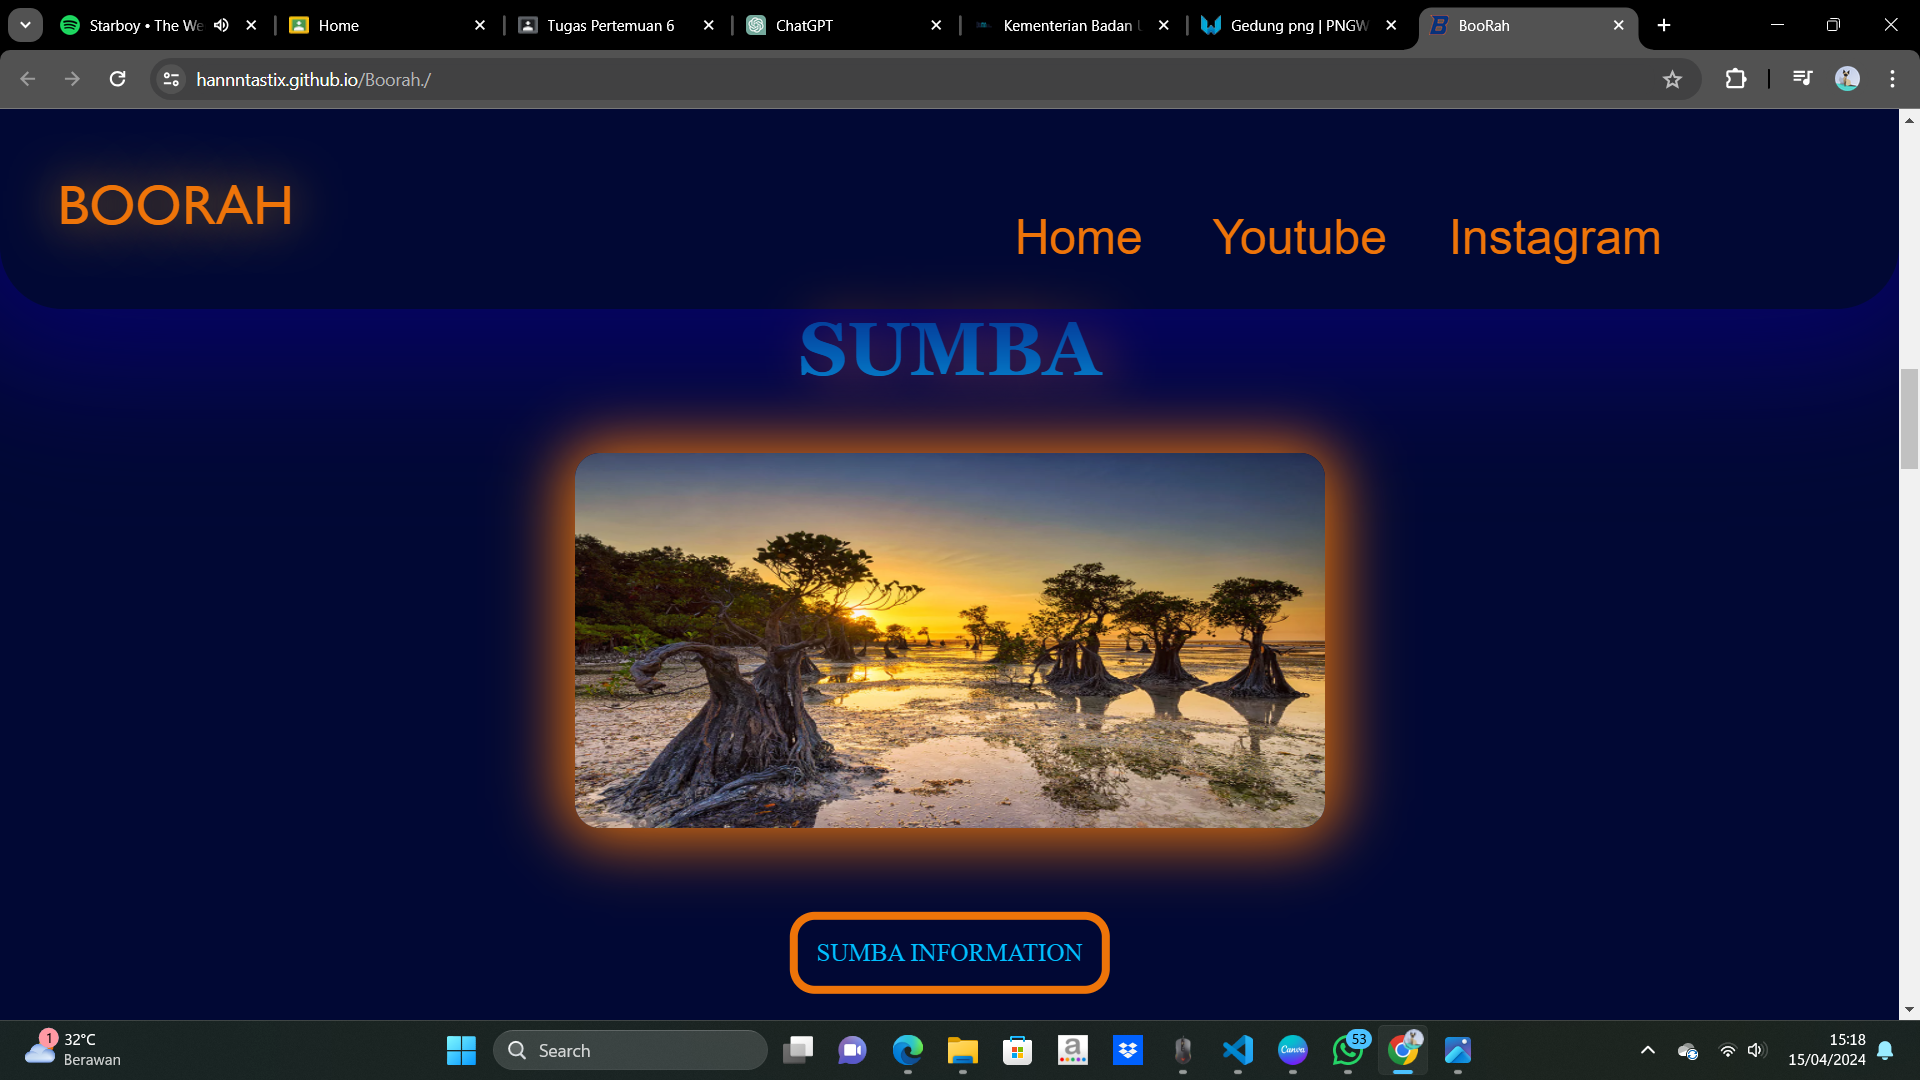 Starboy • The We
Home
Tugas Pertemuan 6
ChatGPT
Kementerian Badan U
Gedung png | PNGW
BooRah
hannntastix.github.io/Boorah./
BOORAH
Home
Youtube
Instagram
SUMBA
SUMBA INFORMATION
1
32°C
Berawan
Search
a
Canva
53
15:18
15/04/2024